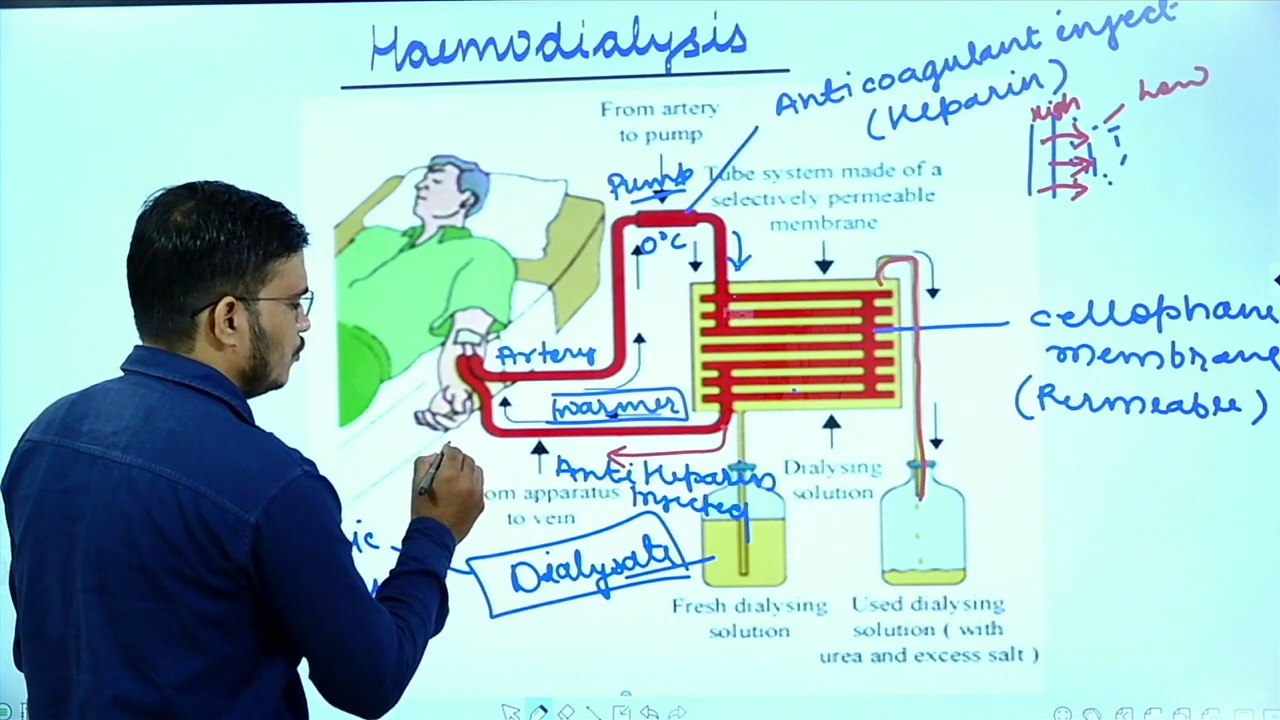 Haemodialysis
Anticoagulant inject
(Heparin)
High
Low
From artery
to pump
Pump
0°C
Tube system made of a
selectively permeable
membrane
Artery
Warmer
cellophane
membrane
(Permeable)
Anti Heparin
Injected
om apparatus
to vein
Dialysing
solution
ic
Dialysate
Fresh dialysing
solution
Used dialysing
solution ( with
urea and excess salt )